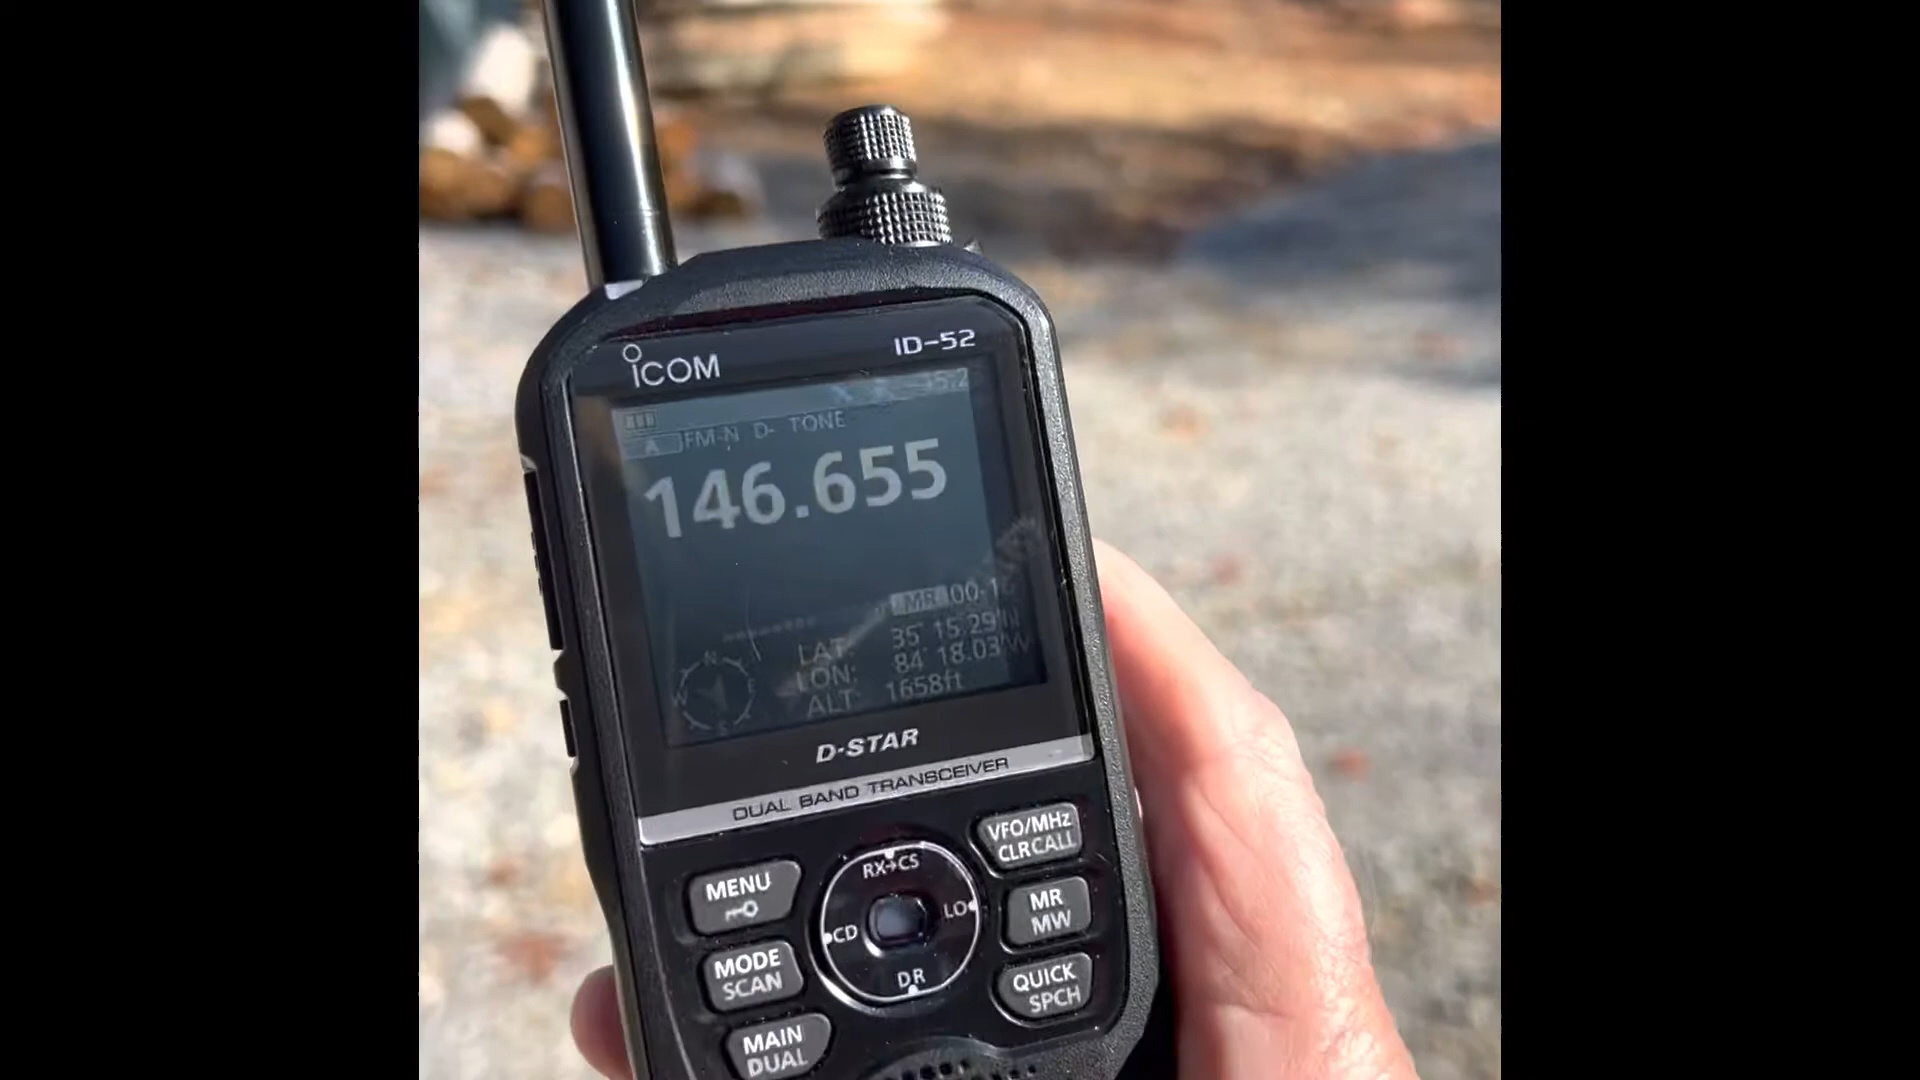 iCOM
ID-52
15:2
A FM-N D- TONE
146.655
MR 00-1
LAT: 35° 15.29'N
LON: 84° 18.03'W
ALT: 1658ft
N
W E
S
D-STAR
DUAL BAND TRANSCEIVER
VFO/MHz
CLR CALL
RX→CS
MENU
MR
MW
LO
CD
MODE
SCAN
DR
QUICK
SPCH
MAIN
DUAL